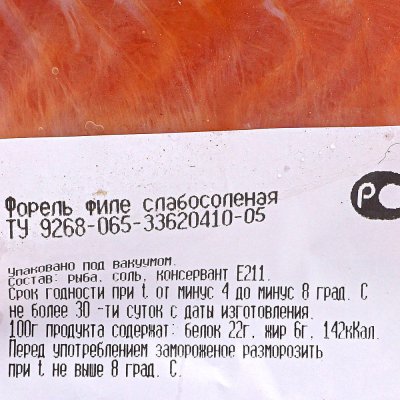 Форель филе слабосоленая
ТУ 9268-065-33620410-05
РС
Упаковано под вакуумом.
Состав: рыба, соль, консервант Е211.
Срок годности при t от минус 4 до минус 8 град. С
не более 30 -ти суток с даты изготовления.
100г продукта содержат: белок 22г, жир 6г, 142кКал.
Перед употреблением замороженое разморозить
при t не выше 8 град. С.